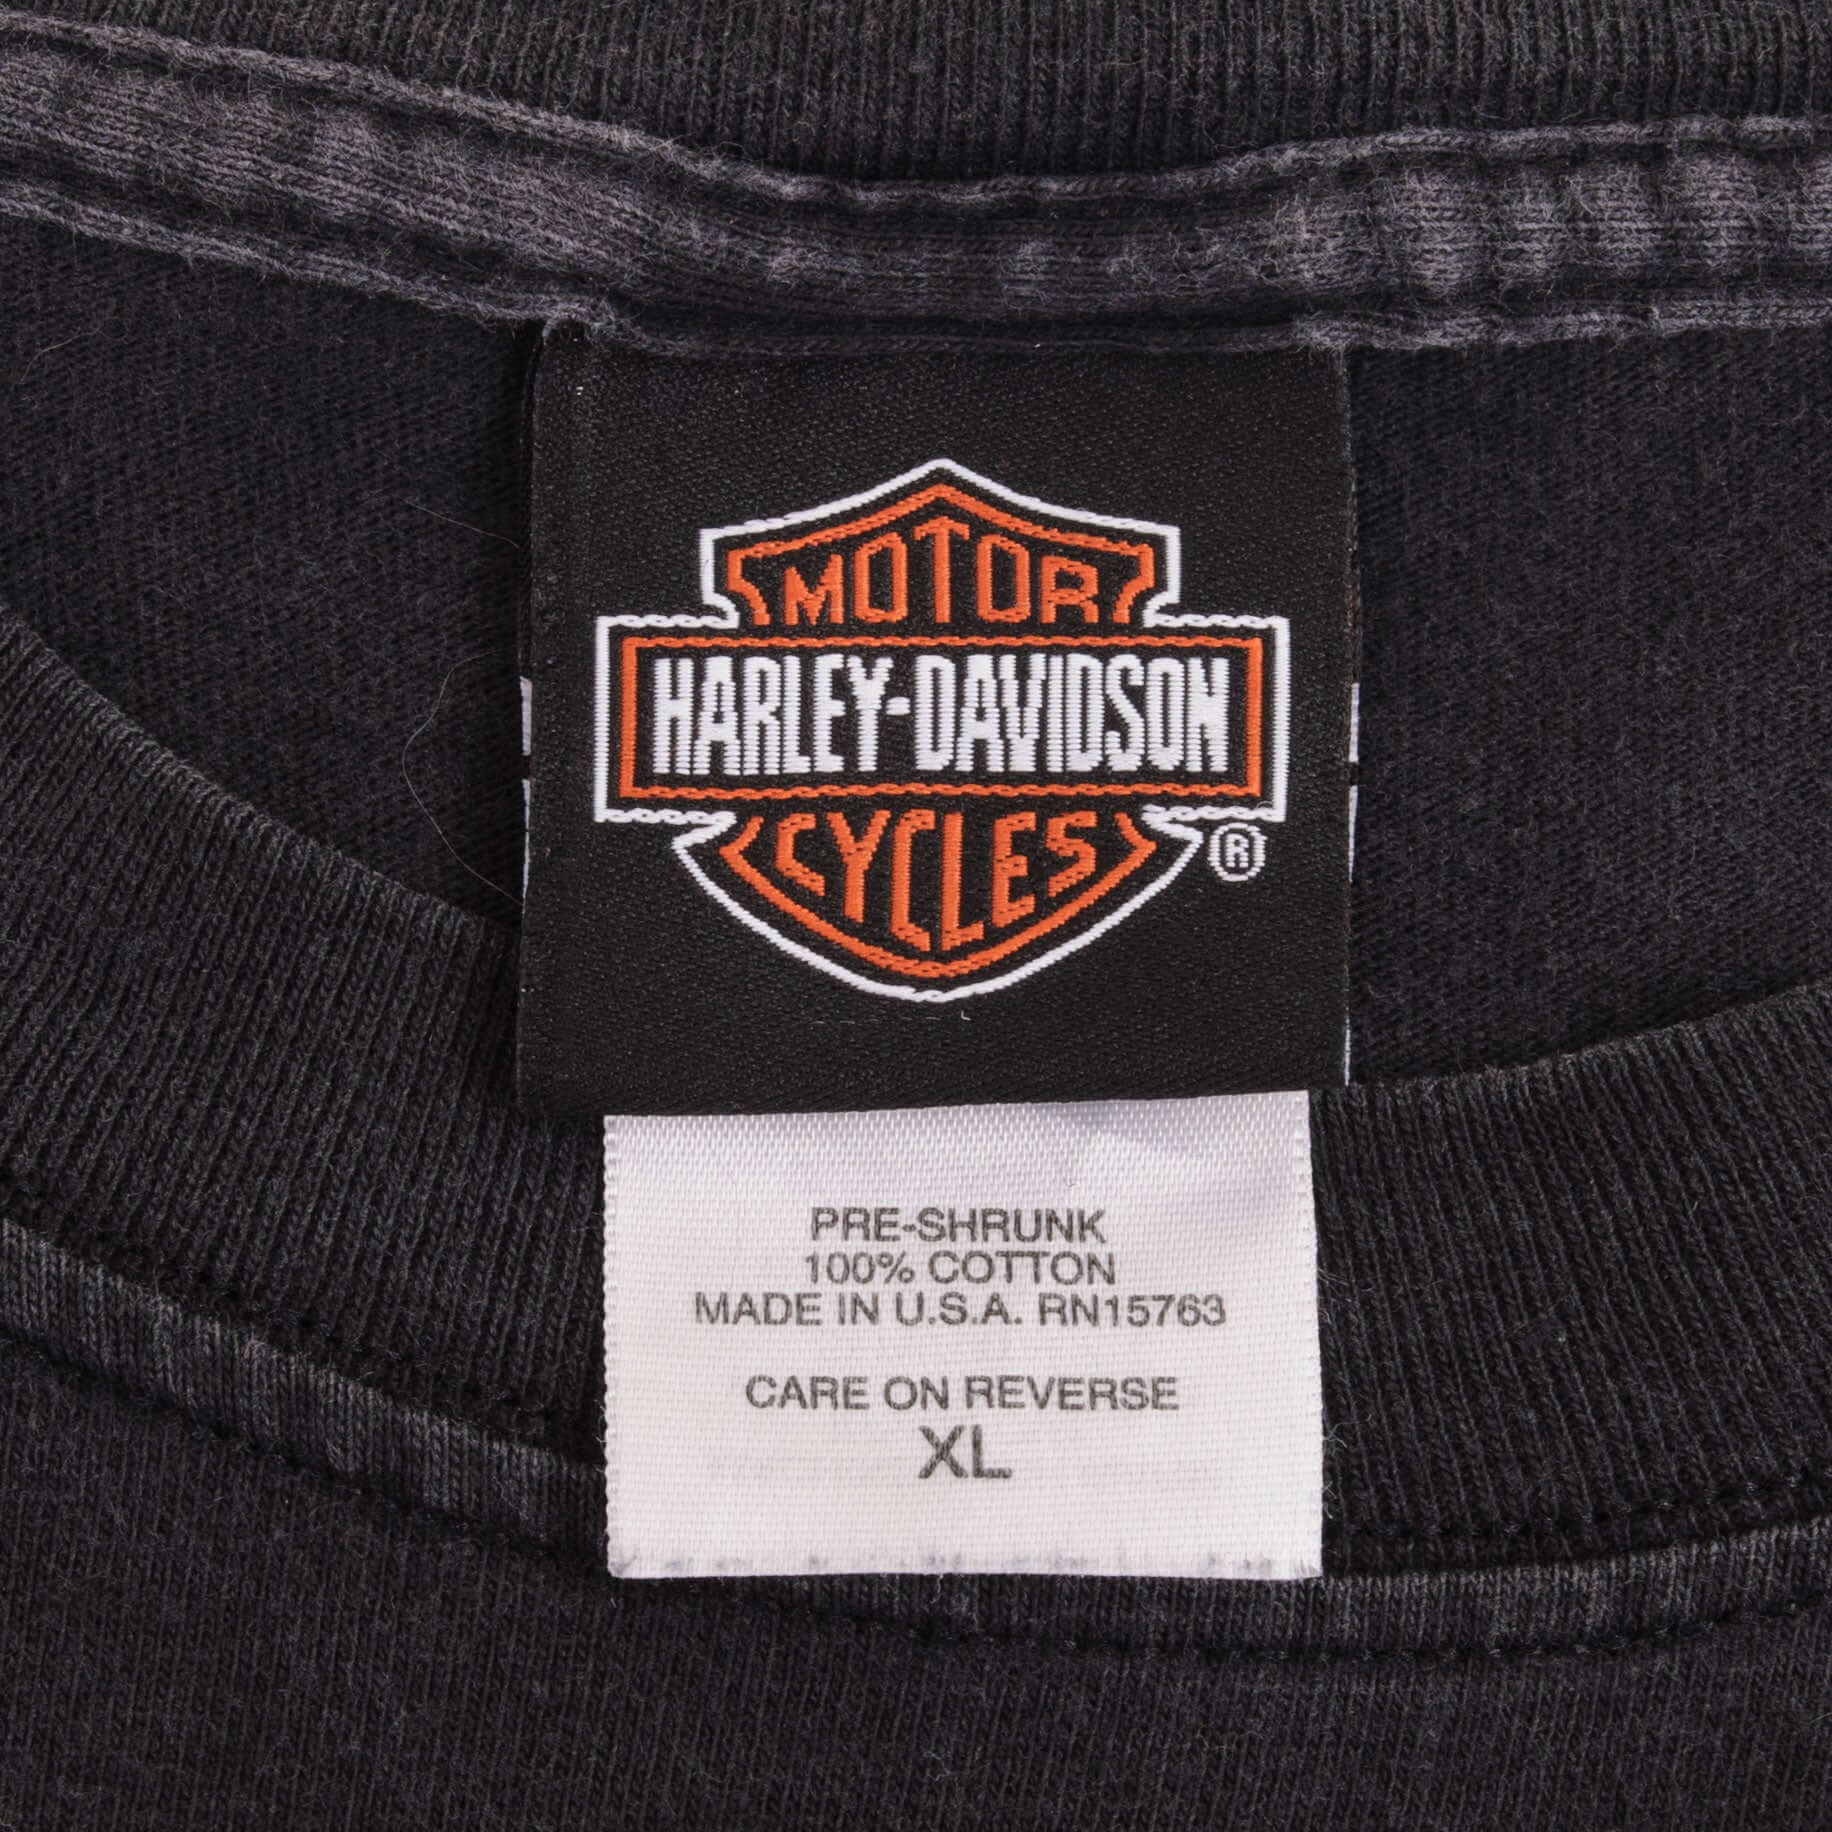 MOTOR
HARLEY-DAVIDSON
CYCLES
®
PRE-SHRUNK
100% COTTON
MADE IN U.S.A. RN15763
CARE ON REVERSE
XL